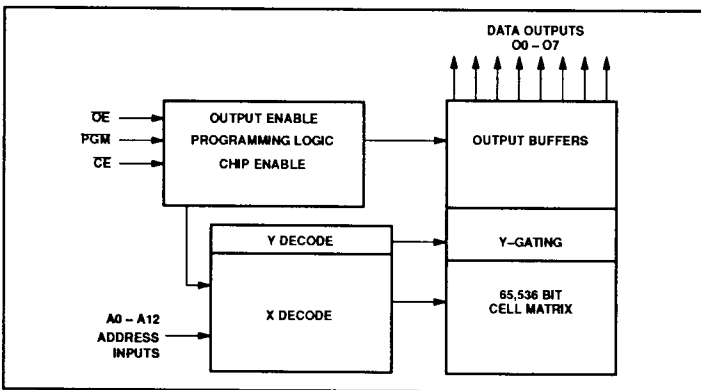 DATA OUTPUTS
O0 – O7
OE
PGM
CE
OUTPUT ENABLE
PROGRAMMING LOGIC
CHIP ENABLE
OUTPUT BUFFERS
Y DECODE
Y–GATING
X DECODE
65,536 BIT
CELL MATRIX
A0 – A12
ADDRESS
INPUTS